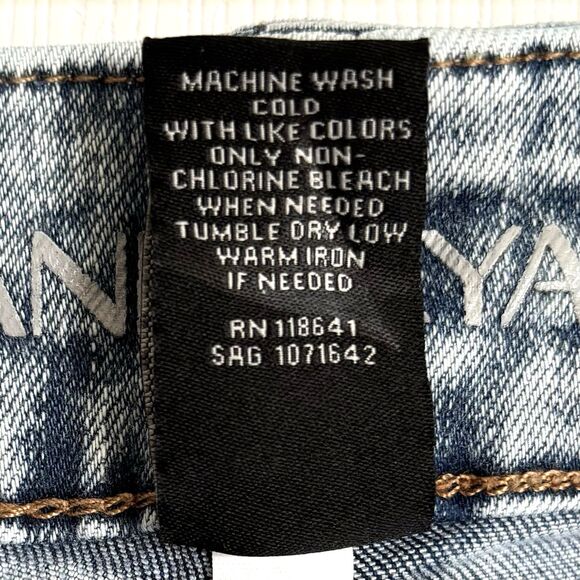 MACHINE WASH
COLD
WITH LIKE COLORS
ONLY NON-
CHLORINE BLEACH
WHEN NEEDED
TUMBLE DRY LOW
WARM IRON
IF NEEDED
RN 118641
SAG 1071642